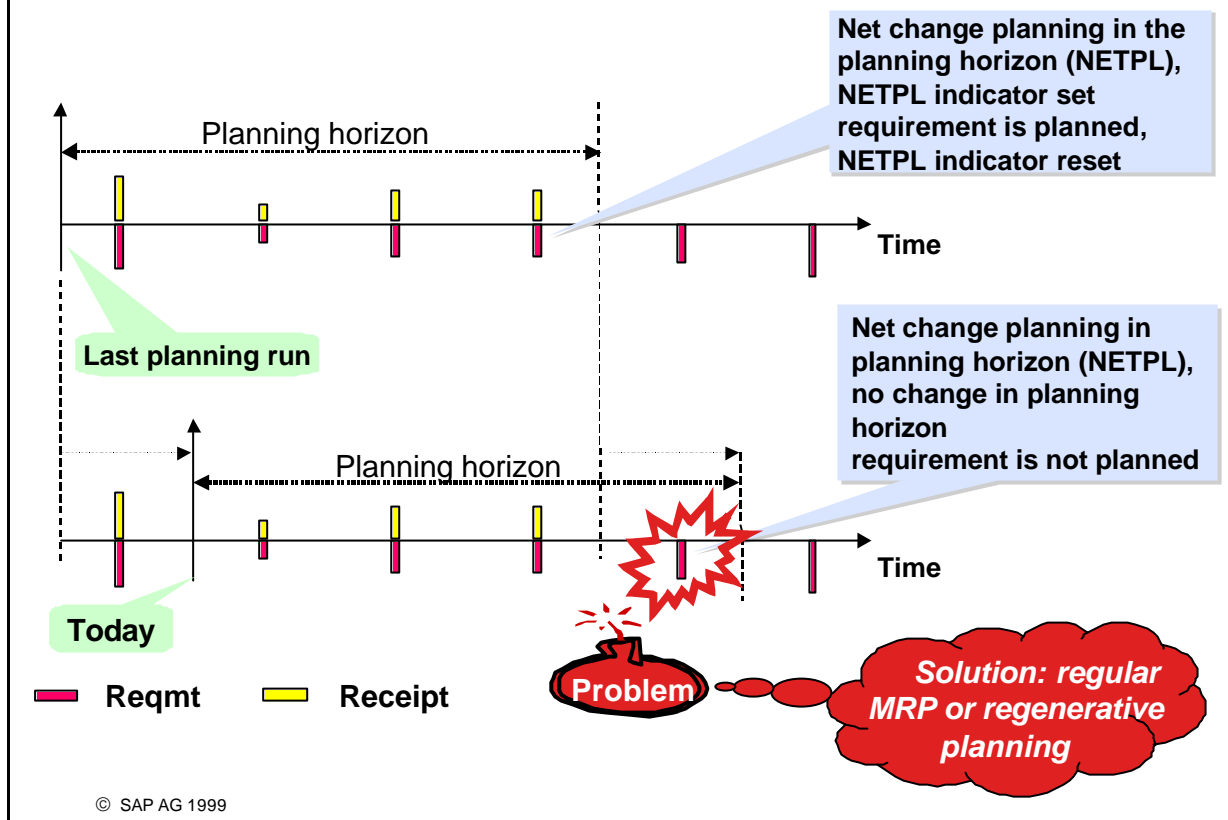 Net change planning in the
planning horizon (NETPL),
NETPL indicator set
requirement is planned,
NETPL indicator reset
Planning horizon
Time
Last planning run
Net change planning in
planning horizon (NETPL),
no change in planning
horizon
requirement is not planned
Planning horizon
Time
Today
Problem
Solution: regular
MRP or regenerative
planning
Reqmt
Receipt
© SAP AG 1999